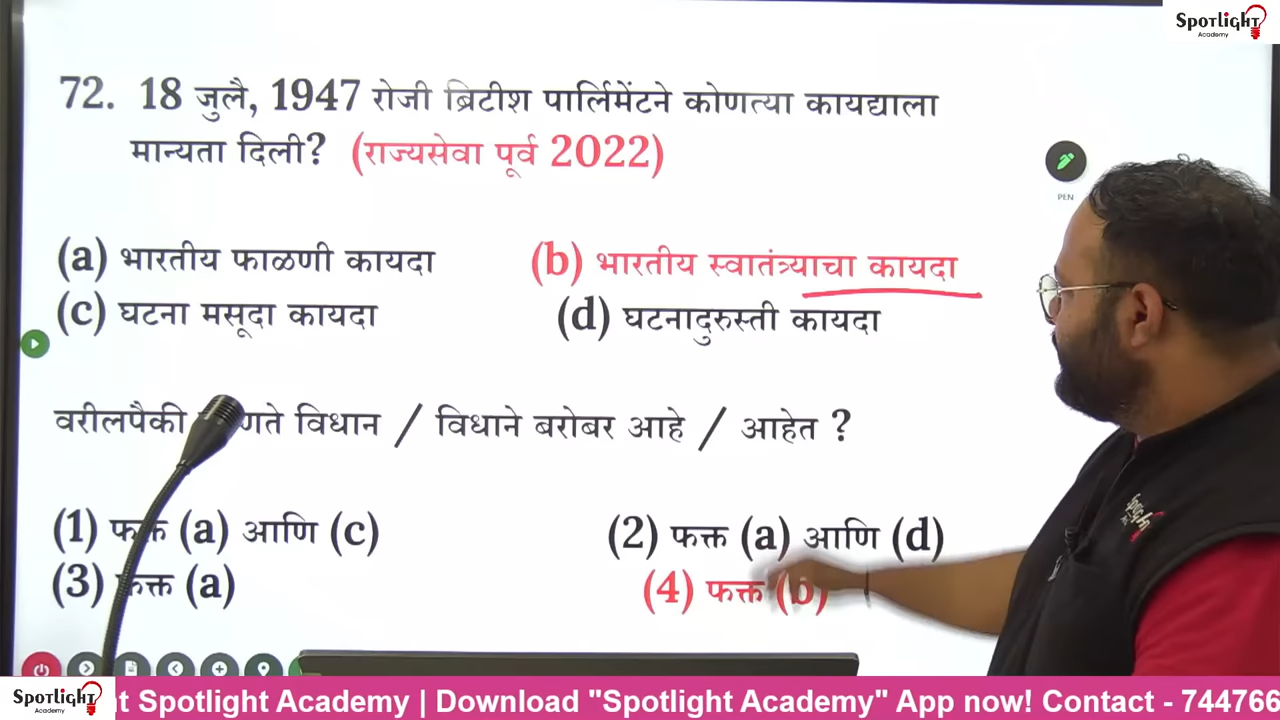 Spotlight
Academy
72. 18 जुलै, 1947 रोजी ब्रिटीश पार्लिमेंटने कोणत्या कायद्याला
मान्यता दिली? (राज्यसेवा पूर्व 2022)
PEN
(a) भारतीय फाळणी कायदा (b) भारतीय स्वातंत्र्याचा कायदा
(c) घटना मसूदा कायदा (d) घटनादुरुस्ती कायदा
वरीलपैकी विधान / विधाने बरोबर आहे / आहेत ?
(1) फक्त (a) आणि (c) (2) फक्त (a) आणि (d)
(3) फक्त (a) (4) फक्त (b)
Spotlight
Academy
t Spotlight Academy | Download "Spotlight Academy" App now! Contact - 744766